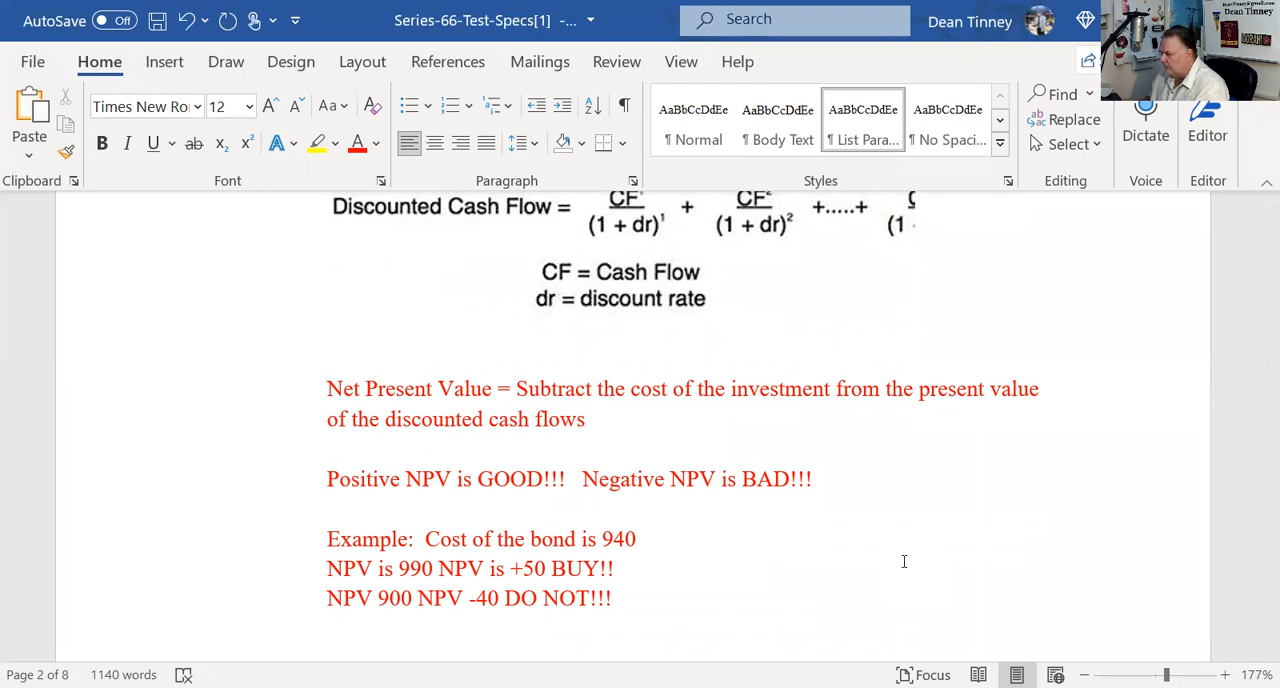 AutoSave Off Series-66-Test-Specs[1] -... Search Dean Tinney
File Home Insert Draw Design Layout References Mailings Review View Help
Paste Times New Ro 12 Aa
AaBbCcDdEe AaBbCcDdEe AaBbCcDdEe AaBbCcDdEe
¶ Normal ¶ Body Text ¶ List Para... ¶ No Spaci...
Find
Replace
Select
Dictate Editor
Clipboard Font Paragraph Styles Editing Voice Editor
Discounted Cash Flow = CF¹ / (1 + dr)¹ + CF² / (1 + dr)² +.....+ (1
CF = Cash Flow
dr = discount rate
Net Present Value = Subtract the cost of the investment from the present value
of the discounted cash flows
Positive NPV is GOOD!!! Negative NPV is BAD!!!
Example: Cost of the bond is 940
NPV is 990 NPV is +50 BUY!!
NPV 900 NPV -40 DO NOT!!!
Page 2 of 8 1140 words Focus 177%